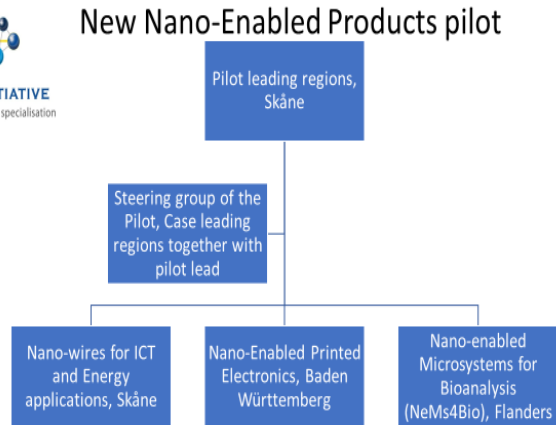 New Nano-Enabled Products pilot
TIATIVE
specialisation
Pilot leading regions,
Skåne
Steering group of the
Pilot, Case leading
regions together with
pilot lead
Nano-wires for ICT
and Energy
applications, Skåne
Nano-Enabled Printed
Electronics, Baden
Württemberg
Nano-enabled
Microsystems for
Bioanalysis
(NeMs4Bio), Flanders